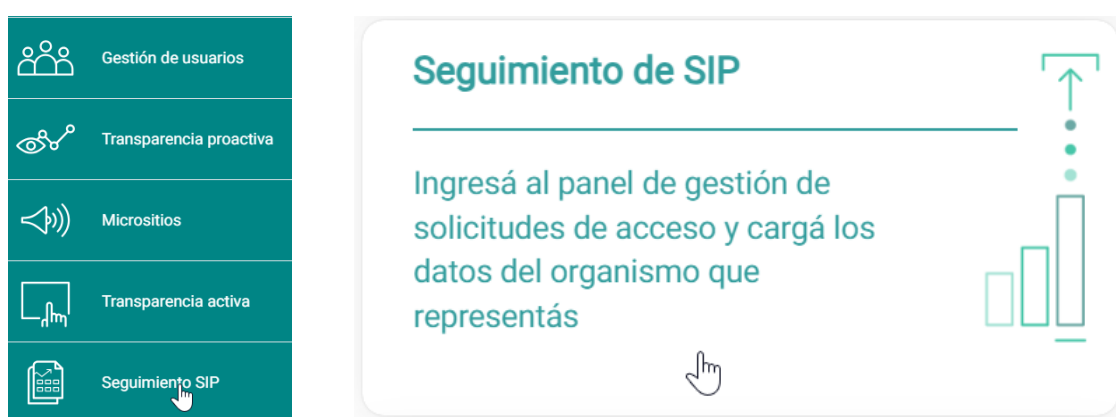 Gestión de usuarios
Transparencia proactiva
Micrositios
Transparencia activa
Seguimiento SIP
Seguimiento de SIP
Ingresá al panel de gestión de
solicitudes de acceso y cargá los
datos del organismo que
representás